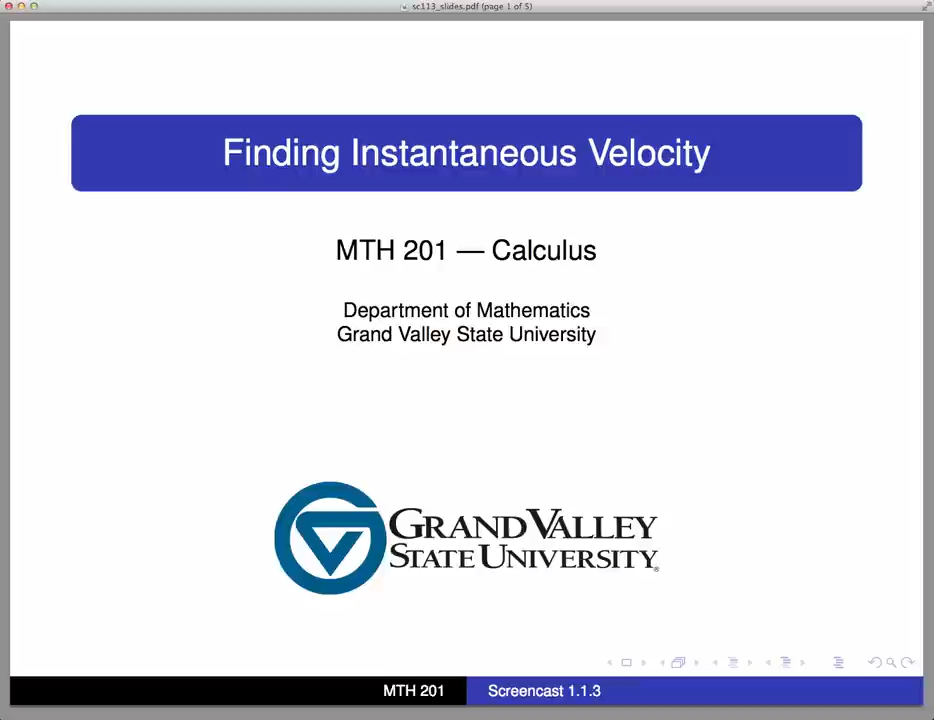 sc113_slides.pdf (page 1 of 5)
Finding Instantaneous Velocity
MTH 201 — Calculus
Department of Mathematics
Grand Valley State University
GRAND VALLEY
STATE UNIVERSITY®
MTH 201 Screencast 1.1.3